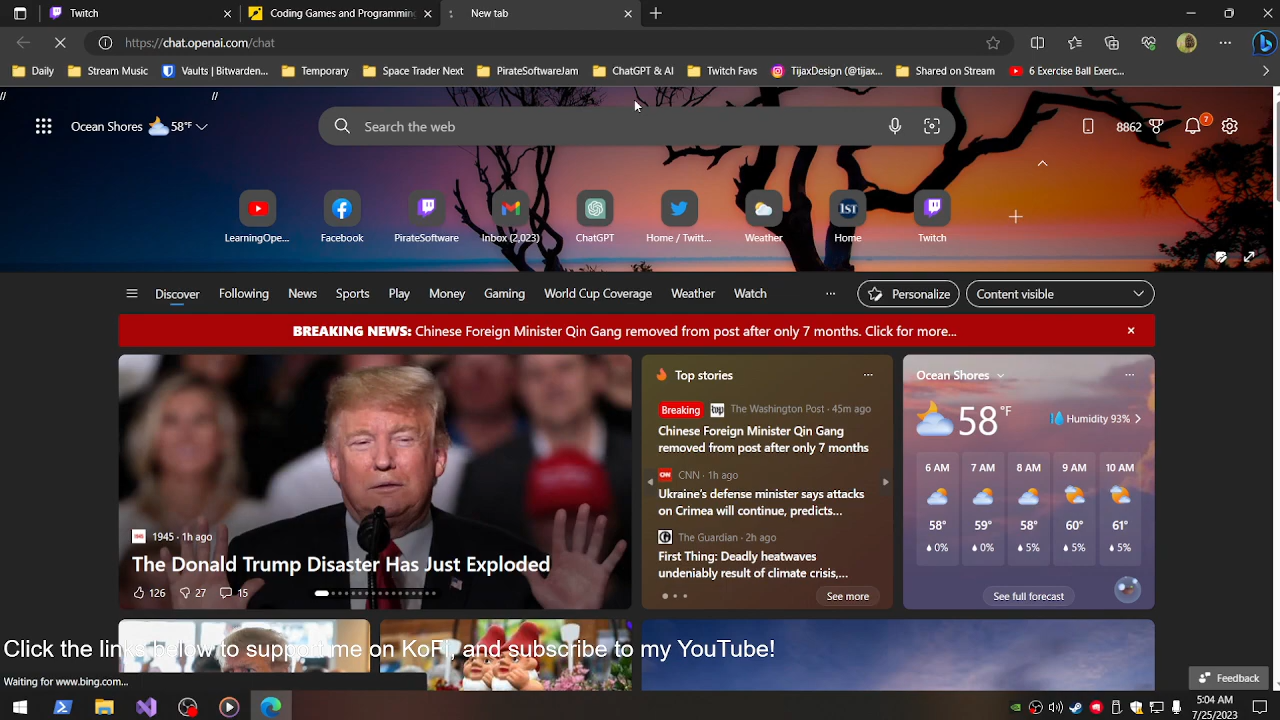 Twitch
Coding Games and Programming
New tab
https://chat.openai.com/chat
Daily
Stream Music
Vaults | Bitwarden...
Temporary
Space Trader Next
PirateSoftwareJam
ChatGPT & AI
Twitch Favs
TijaxDesign (@tijax...
Shared on Stream
6 Exercise Ball Exerc...
//
//
Ocean Shores
58°F
Search the web
8862
7
LearningOpe...
Facebook
PirateSoftware
Inbox (2,023)
ChatGPT
Home / Twitt...
Weather
1ST
Home
Twitch
Discover
Following
News
Sports
Play
Money
Gaming
World Cup Coverage
Weather
Watch
Personalize
Content visible
BREAKING NEWS: Chinese Foreign Minister Qin Gang removed from post after only 7 months. Click for more...
1945 · 1h ago
The Donald Trump Disaster Has Just Exploded
126
27
15
Top stories
Breaking
The Washington Post · 45m ago
Chinese Foreign Minister Qin Gang
removed from post after only 7 months
CNN · 1h ago
Ukraine's defense minister says attacks
on Crimea will continue, predicts...
The Guardian · 2h ago
First Thing: Deadly heatwaves
undeniably result of climate crisis,...
See more
Ocean Shores
58 °F
Humidity 93%
6 AM 7 AM 8 AM 9 AM 10 AM
58° 59° 58° 60° 61°
0% 0% 5% 5% 5%
See full forecast
Click the links below to support me on KoFi, and subscribe to my YouTube!
Waiting for www.bing.com...
Feedback
5:04 AM
7/25/2023